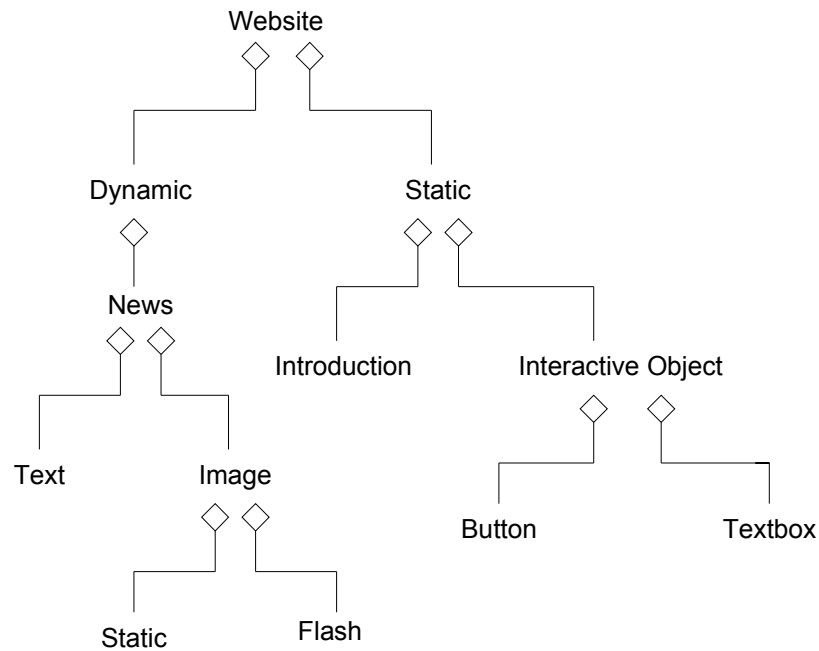 Website
Dynamic
Static
News
Introduction
Interactive Object
Text
Image
Button
Textbox
Static
Flash